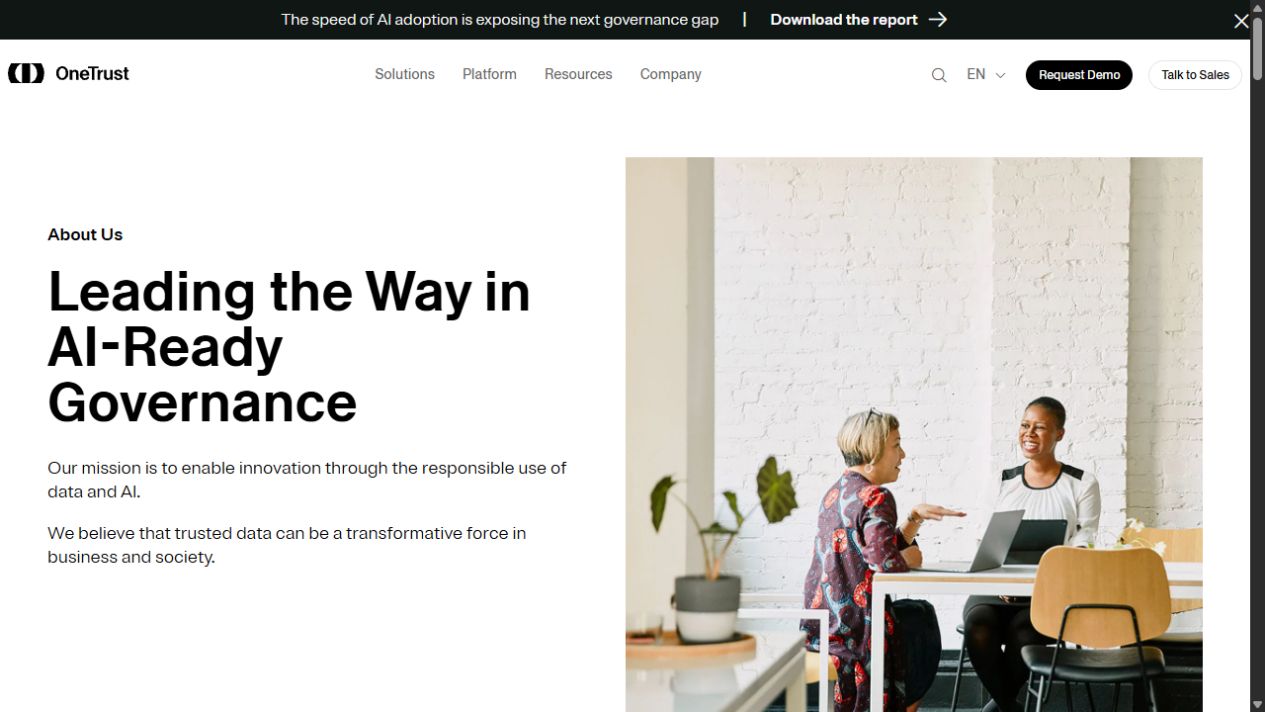 The speed of AI adoption is exposing the next governance gap | Download the report →
OneTrust
Solutions
Platform
Resources
Company
EN
Request Demo
Talk to Sales
About Us
Leading the Way in
AI-Ready
Governance
Our mission is to enable innovation through the responsible use of
data and AI.
We believe that trusted data can be a transformative force in
business and society.